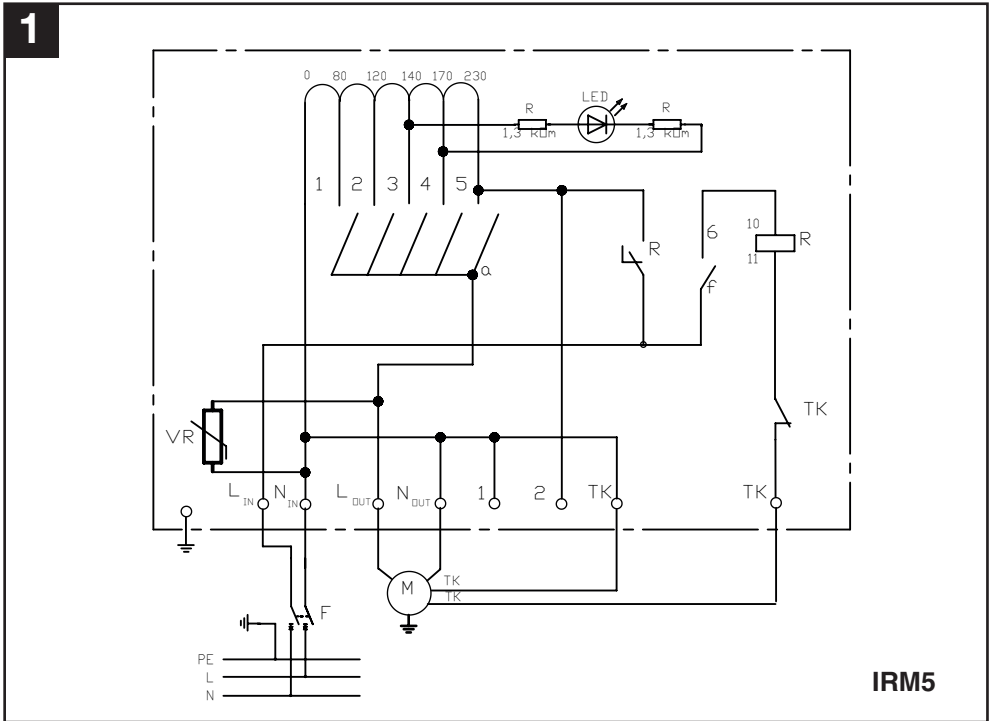 1
0 80 120 140 170 230
LED
R R
1,3 kOm 1,3 kOm
1 2 3 4 5
6
10
R
11
R
a
f
TK
VR
L IN N IN L OUT N OUT 1 2 TK TK
M
TK
TK
F
PE
L
N
IRM5